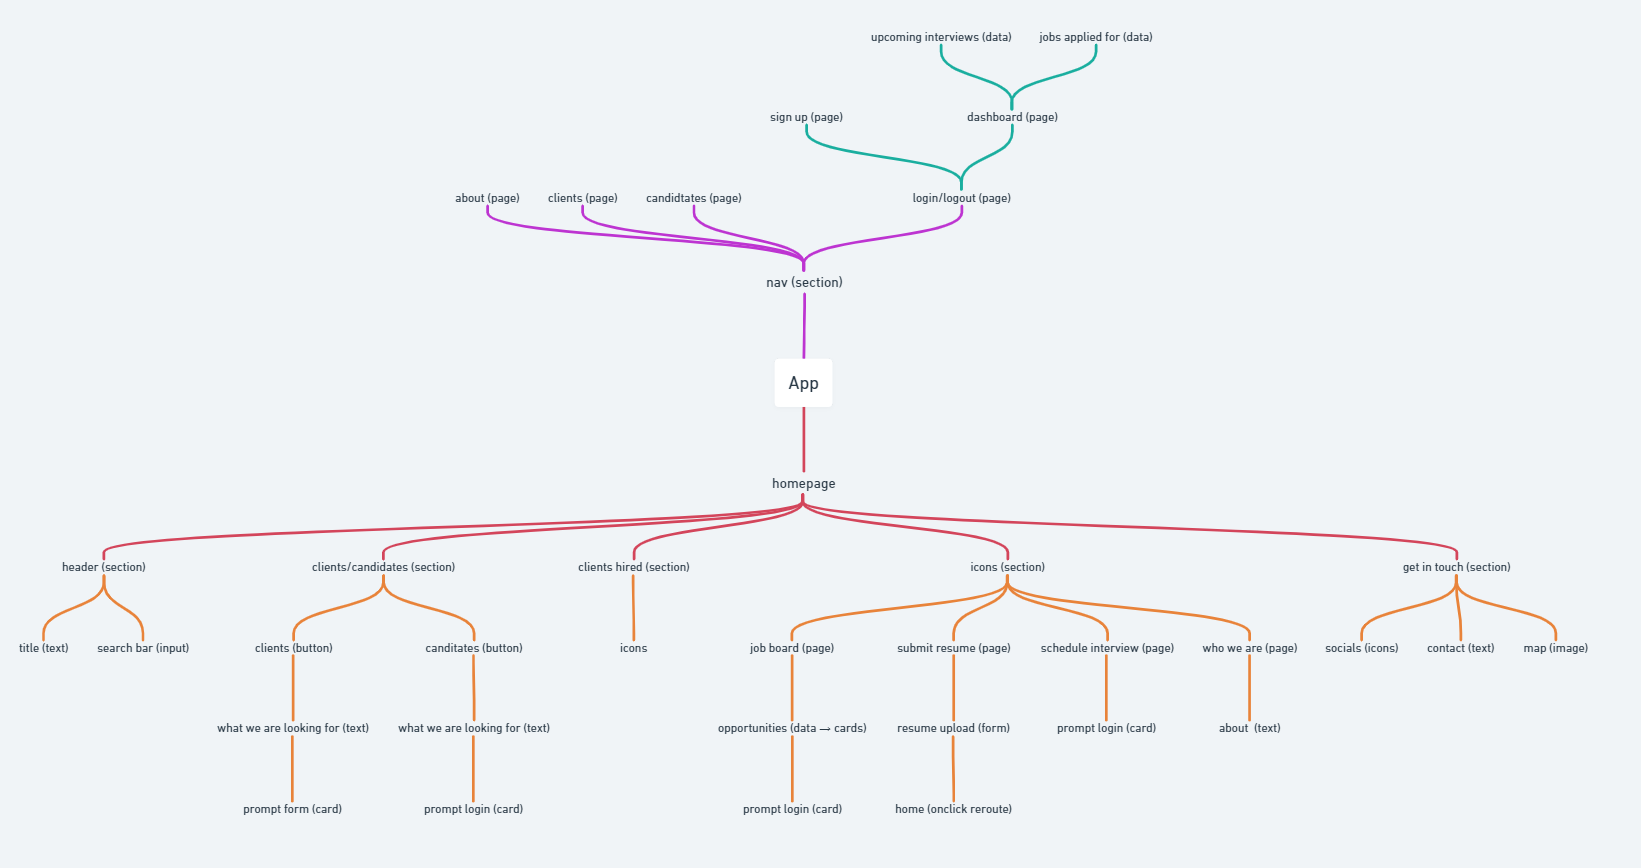 upcoming interviews (data)
jobs applied for (data)
sign up (page)
dashboard (page)
about (page)
clients (page)
candidtates (page)
login/logout (page)
nav (section)
App
homepage
header (section)
clients/candidates (section)
clients hired (section)
icons (section)
get in touch (section)
title (text)
search bar (input)
clients (button)
canditates (button)
icons
job board (page)
submit resume (page)
schedule interview (page)
who we are (page)
socials (icons)
contact (text)
map (image)
what we are looking for (text)
what we are looking for (text)
opportunities (data → cards)
resume upload (form)
prompt login (card)
about (text)
prompt form (card)
prompt login (card)
prompt login (card)
home (onclick reroute)